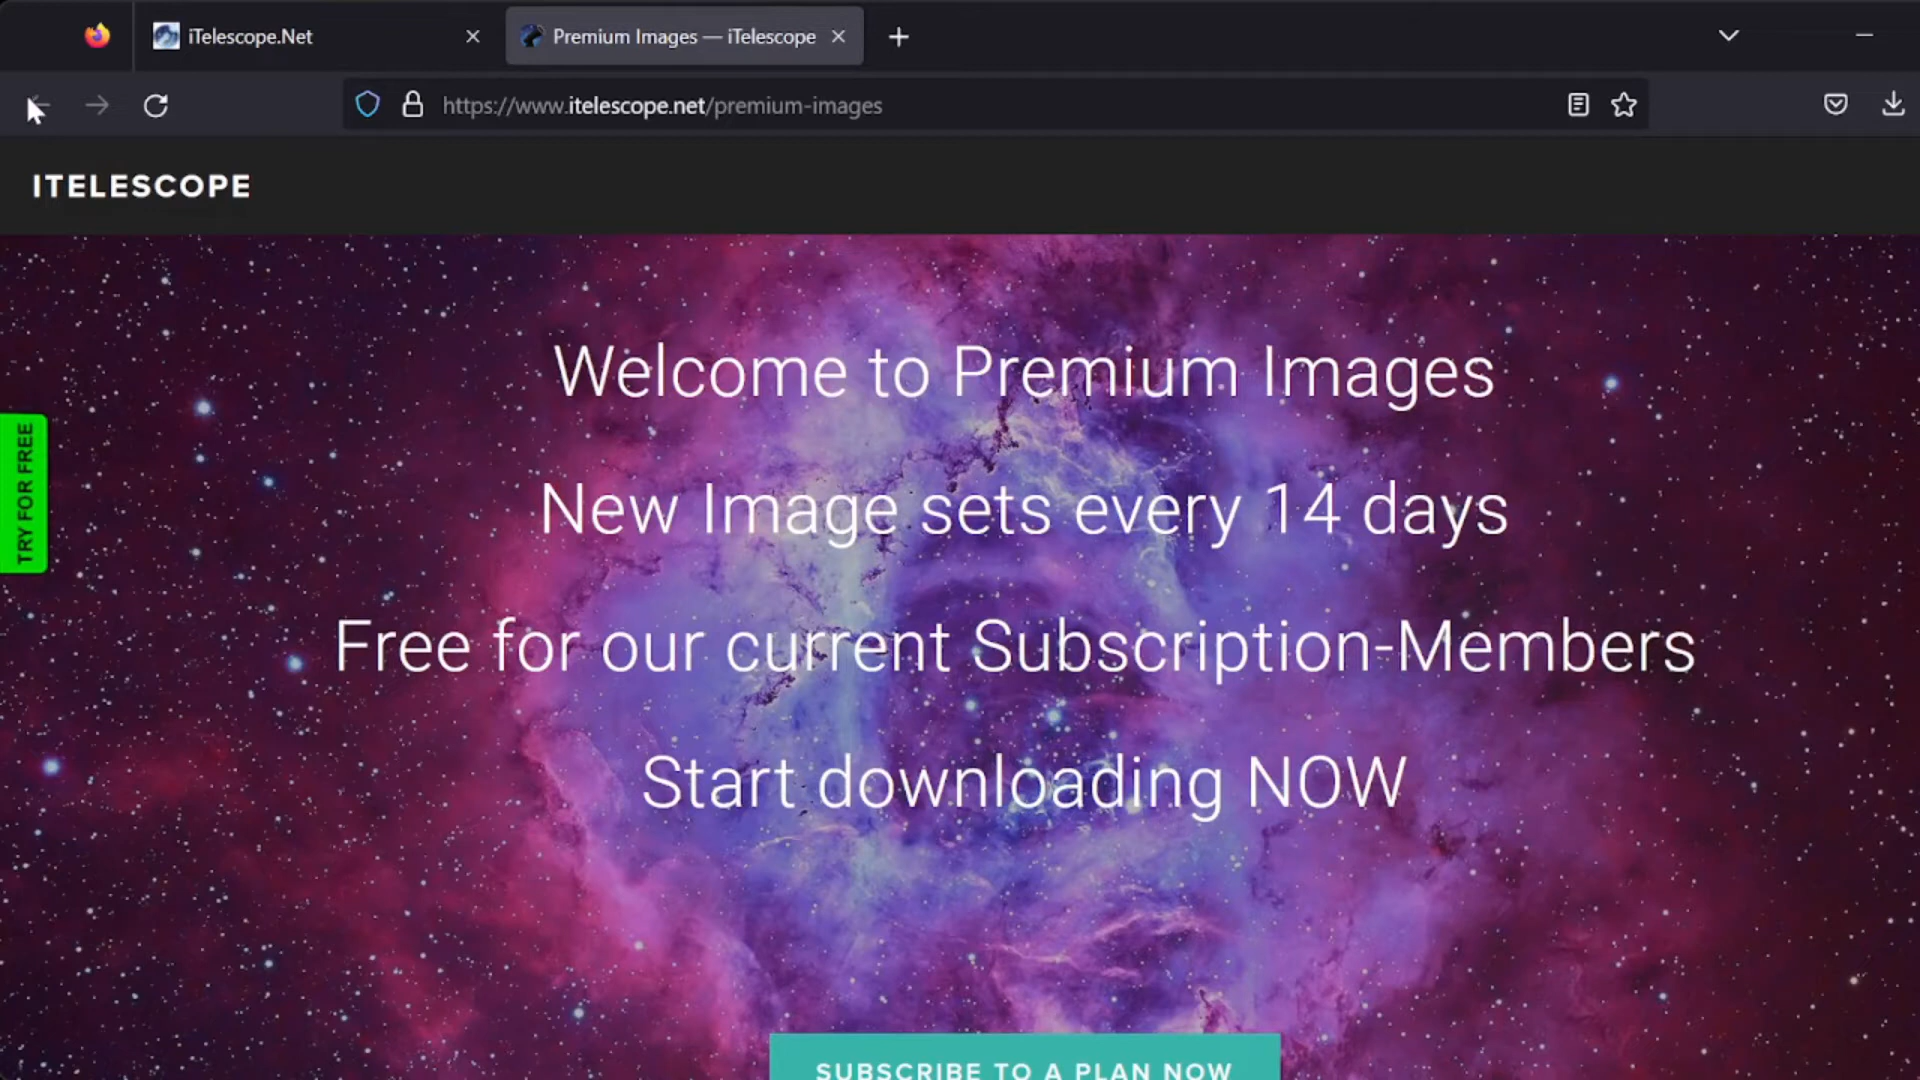 iTelescope.Net
Premium Images — iTelescope
https://www.itelescope.net/premium-images
ITELESCOPE
Welcome to Premium Images
New Image sets every 14 days
TRY FOR FREE
Free for our current Subscription-Members
Start downloading NOW
SUBSCRIBE TO A PLAN NOW